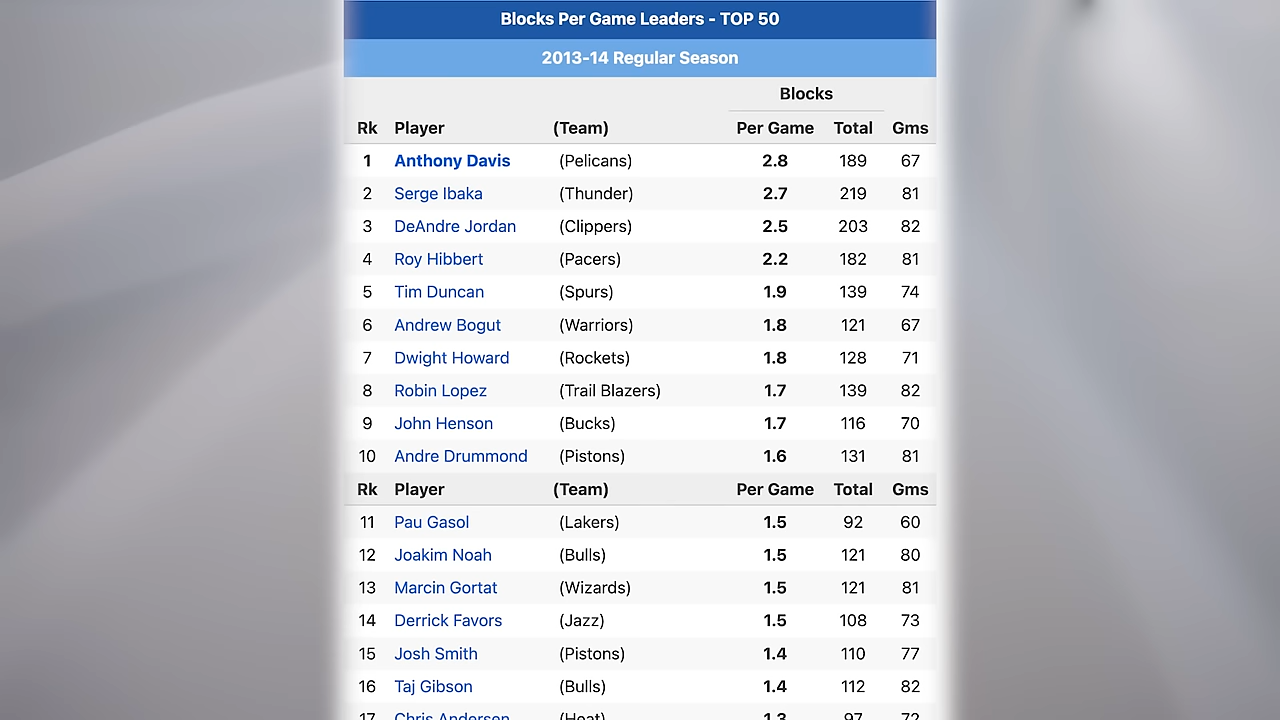 Blocks Per Game Leaders - TOP 50
2013-14 Regular Season
Blocks
Rk Player (Team) Per Game Total Gms
1 Anthony Davis (Pelicans) 2.8 189 67
2 Serge Ibaka (Thunder) 2.7 219 81
3 DeAndre Jordan (Clippers) 2.5 203 82
4 Roy Hibbert (Pacers) 2.2 182 81
5 Tim Duncan (Spurs) 1.9 139 74
6 Andrew Bogut (Warriors) 1.8 121 67
7 Dwight Howard (Rockets) 1.8 128 71
8 Robin Lopez (Trail Blazers) 1.7 139 82
9 John Henson (Bucks) 1.7 116 70
10 Andre Drummond (Pistons) 1.6 131 81
Rk Player (Team) Per Game Total Gms
11 Pau Gasol (Lakers) 1.5 92 60
12 Joakim Noah (Bulls) 1.5 121 80
13 Marcin Gortat (Wizards) 1.5 121 81
14 Derrick Favors (Jazz) 1.5 108 73
15 Josh Smith (Pistons) 1.4 110 77
16 Taj Gibson (Bulls) 1.4 112 82
17 Chris Andersen (Heat) 1.3 97 72